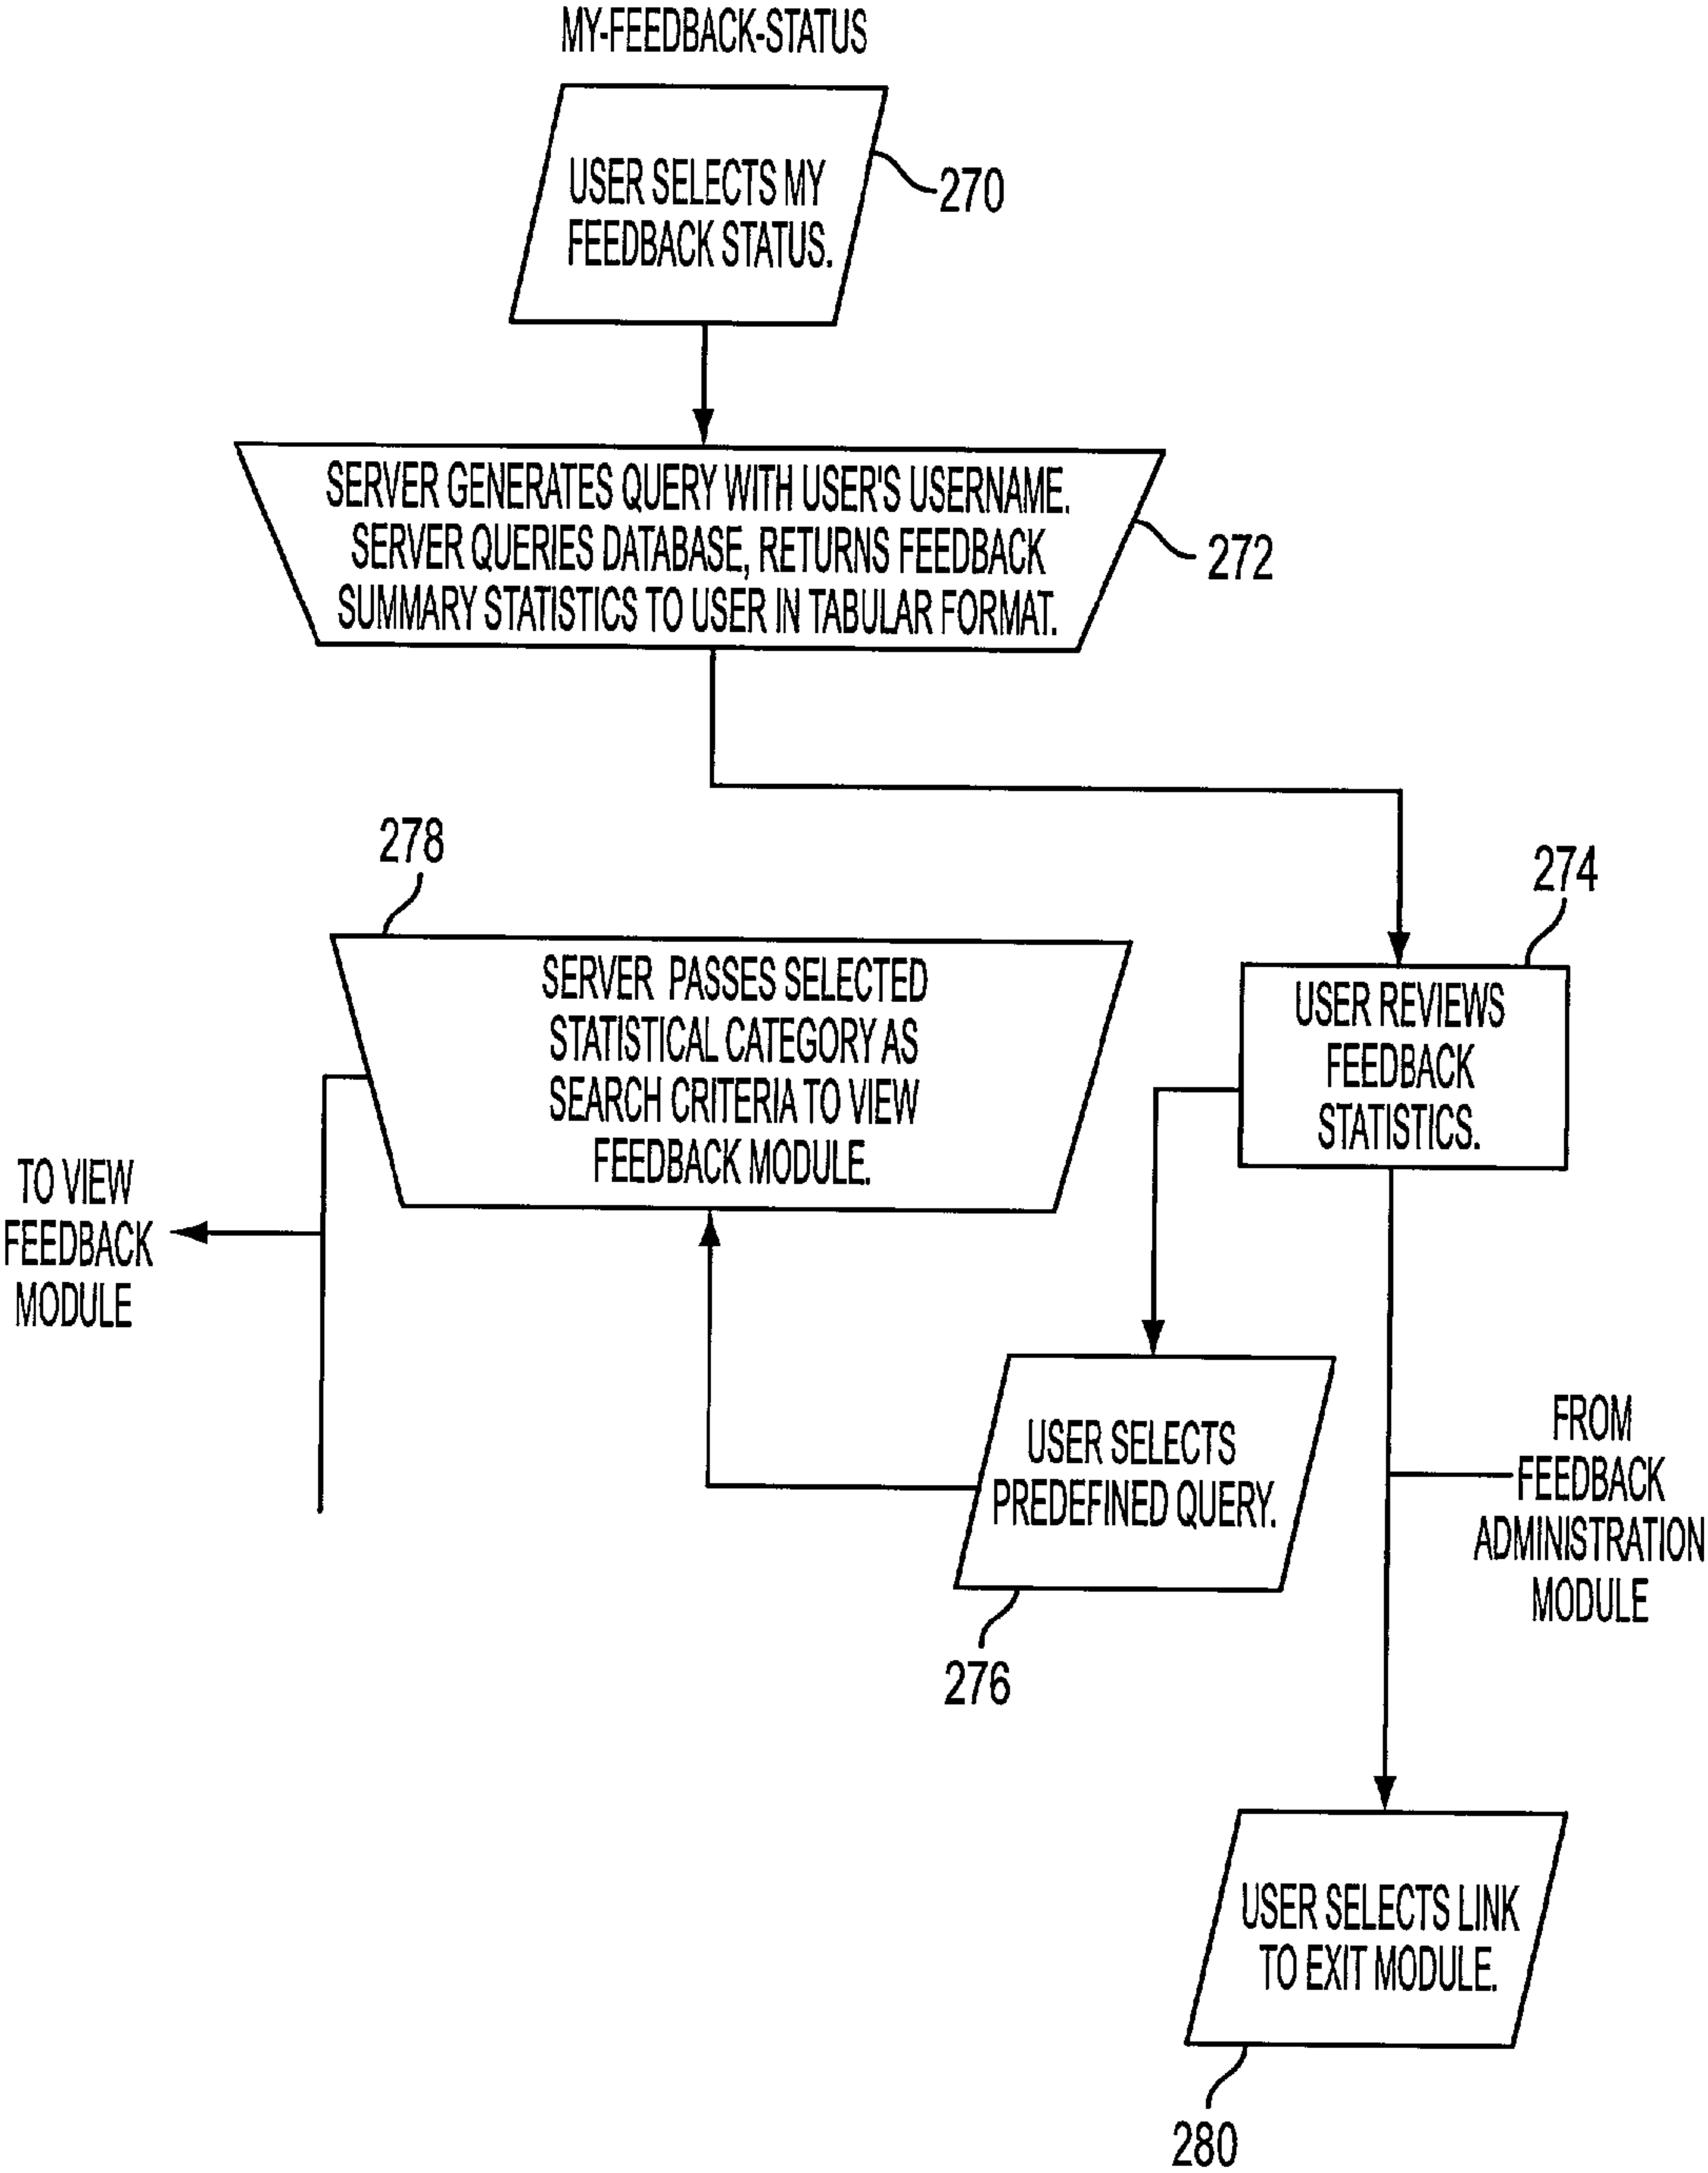 MY-FEEDBACK-STATUS
USER SELECTS MY
FEEDBACK STATUS.
270
SERVER GENERATES QUERY WITH USER'S USERNAME.
SERVER QUERIES DATABASE, RETURNS FEEDBACK
SUMMARY STATISTICS TO USER IN TABULAR FORMAT.
272
278
SERVER PASSES SELECTED
STATISTICAL CATEGORY AS
SEARCH CRITERIA TO VIEW
FEEDBACK MODULE.
274
USER REVIEWS
FEEDBACK
STATISTICS.
TO VIEW
FEEDBACK
MODULE
USER SELECTS
PREDEFINED QUERY.
276
FROM
FEEDBACK
ADMINISTRATION
MODULE
USER SELECTS LINK
TO EXIT MODULE.
280